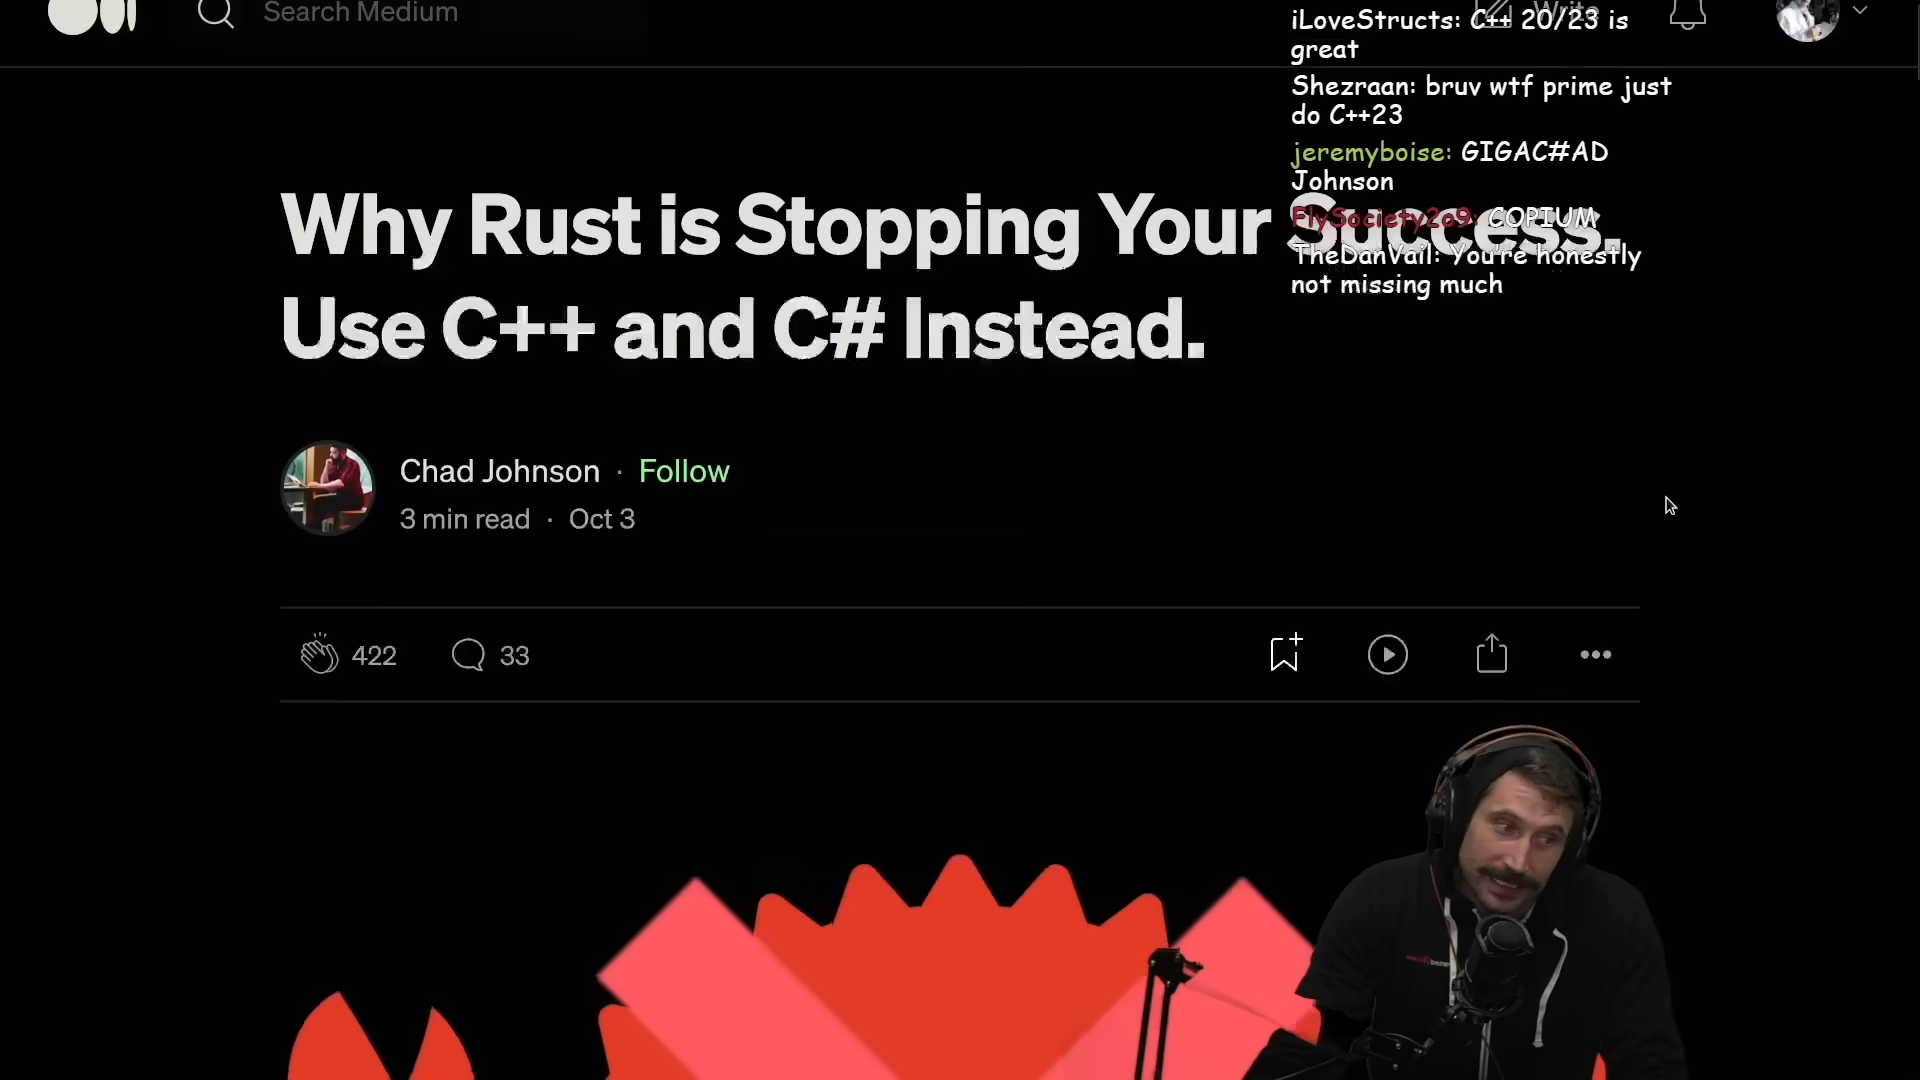 Search Medium
Write
iLoveStructs: C++ 20/23 is
great
Shezraan: bruv wtf prime just
do C++23
jeremyboise: GIGAC#AD
Johnson
FlySociety2o9: COPIUM
TheDanVail: You're honestly
not missing much
Why Rust is Stopping Your Success.
Use C++ and C# Instead.
Chad Johnson · Follow
3 min read · Oct 3
422
33